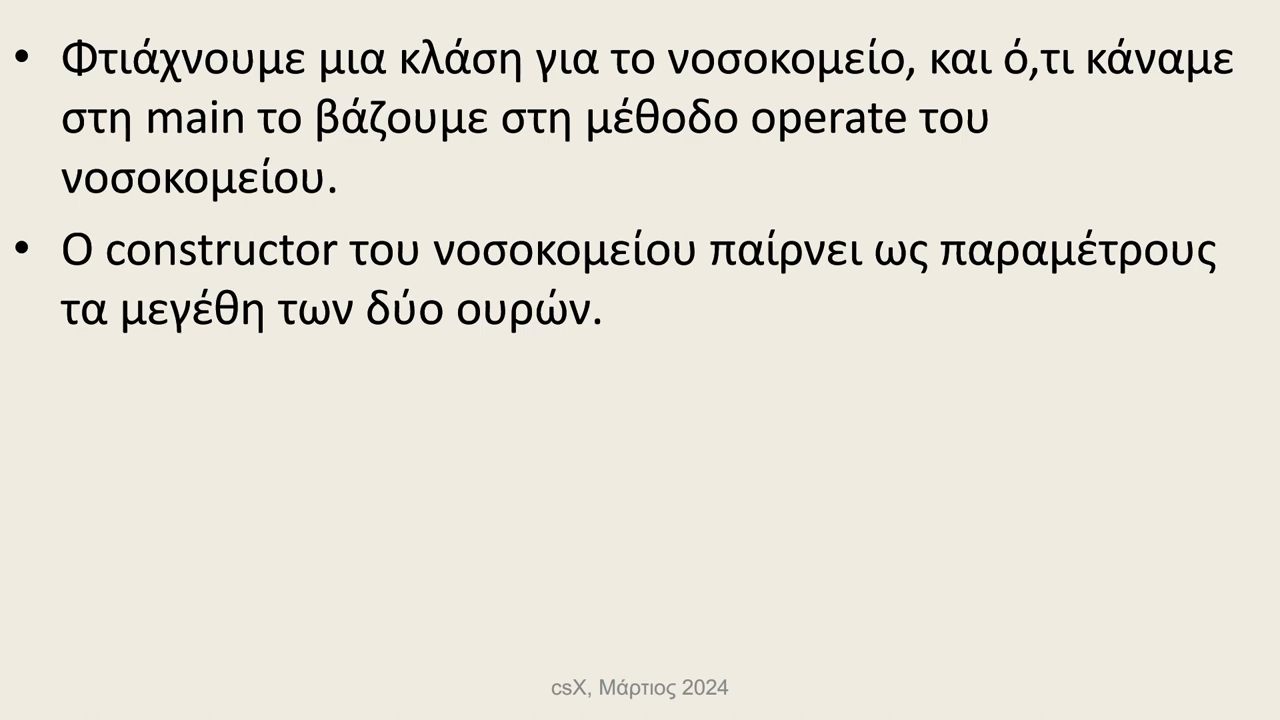 • Φτιάχνουμε μια κλάση για το νοσοκομείο, και ό,τι κάναμε
στη main το βάζουμε στη μέθοδο operate του
νοσοκομείου.
• Ο constructor του νοσοκομείου παίρνει ως παραμέτρους
τα μεγέθη των δύο ουρών.
csX, Μάρτιος 2024